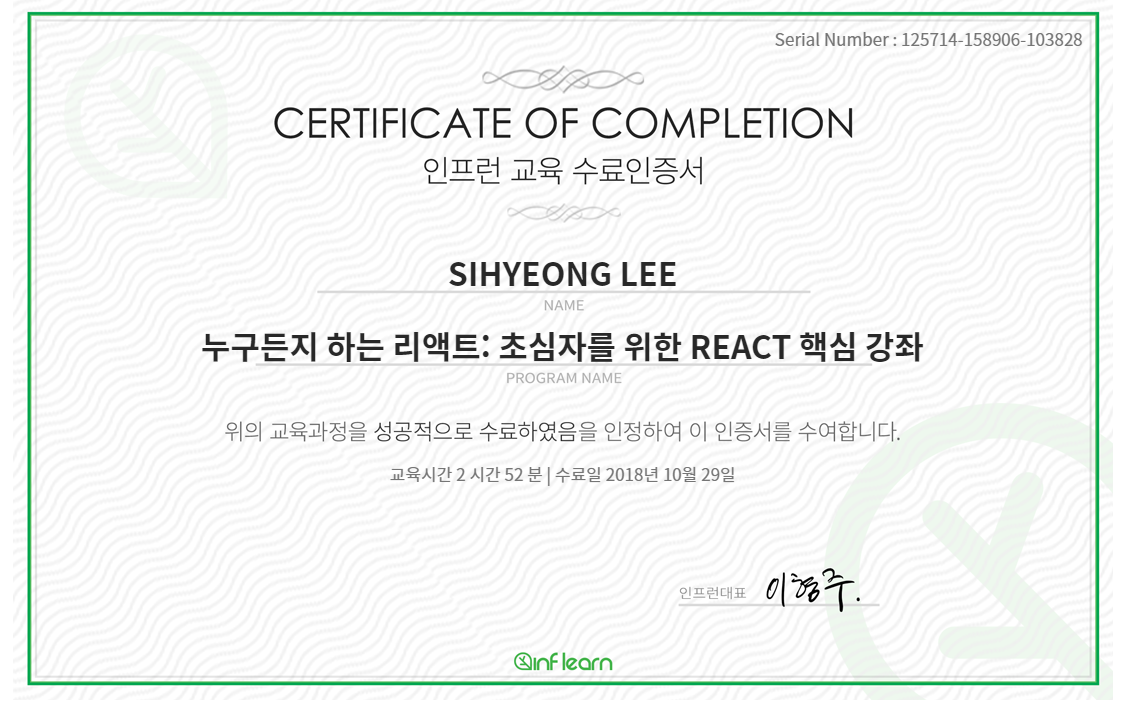 Serial Number : 125714-158906-103828
CERTIFICATE OF COMPLETION
인프런 교육 수료인증서
SIHYEONG LEE
NAME
누구든지 하는 리액트: 초심자를 위한 REACT 핵심 강좌
PROGRAM NAME
위의 교육과정을 성공적으로 수료하였음을 인정하여 이 인증서를 수여합니다.
교육시간 2 시간 52 분 | 수료일 2018년 10월 29일
인프런대표 이형주.
inflearn